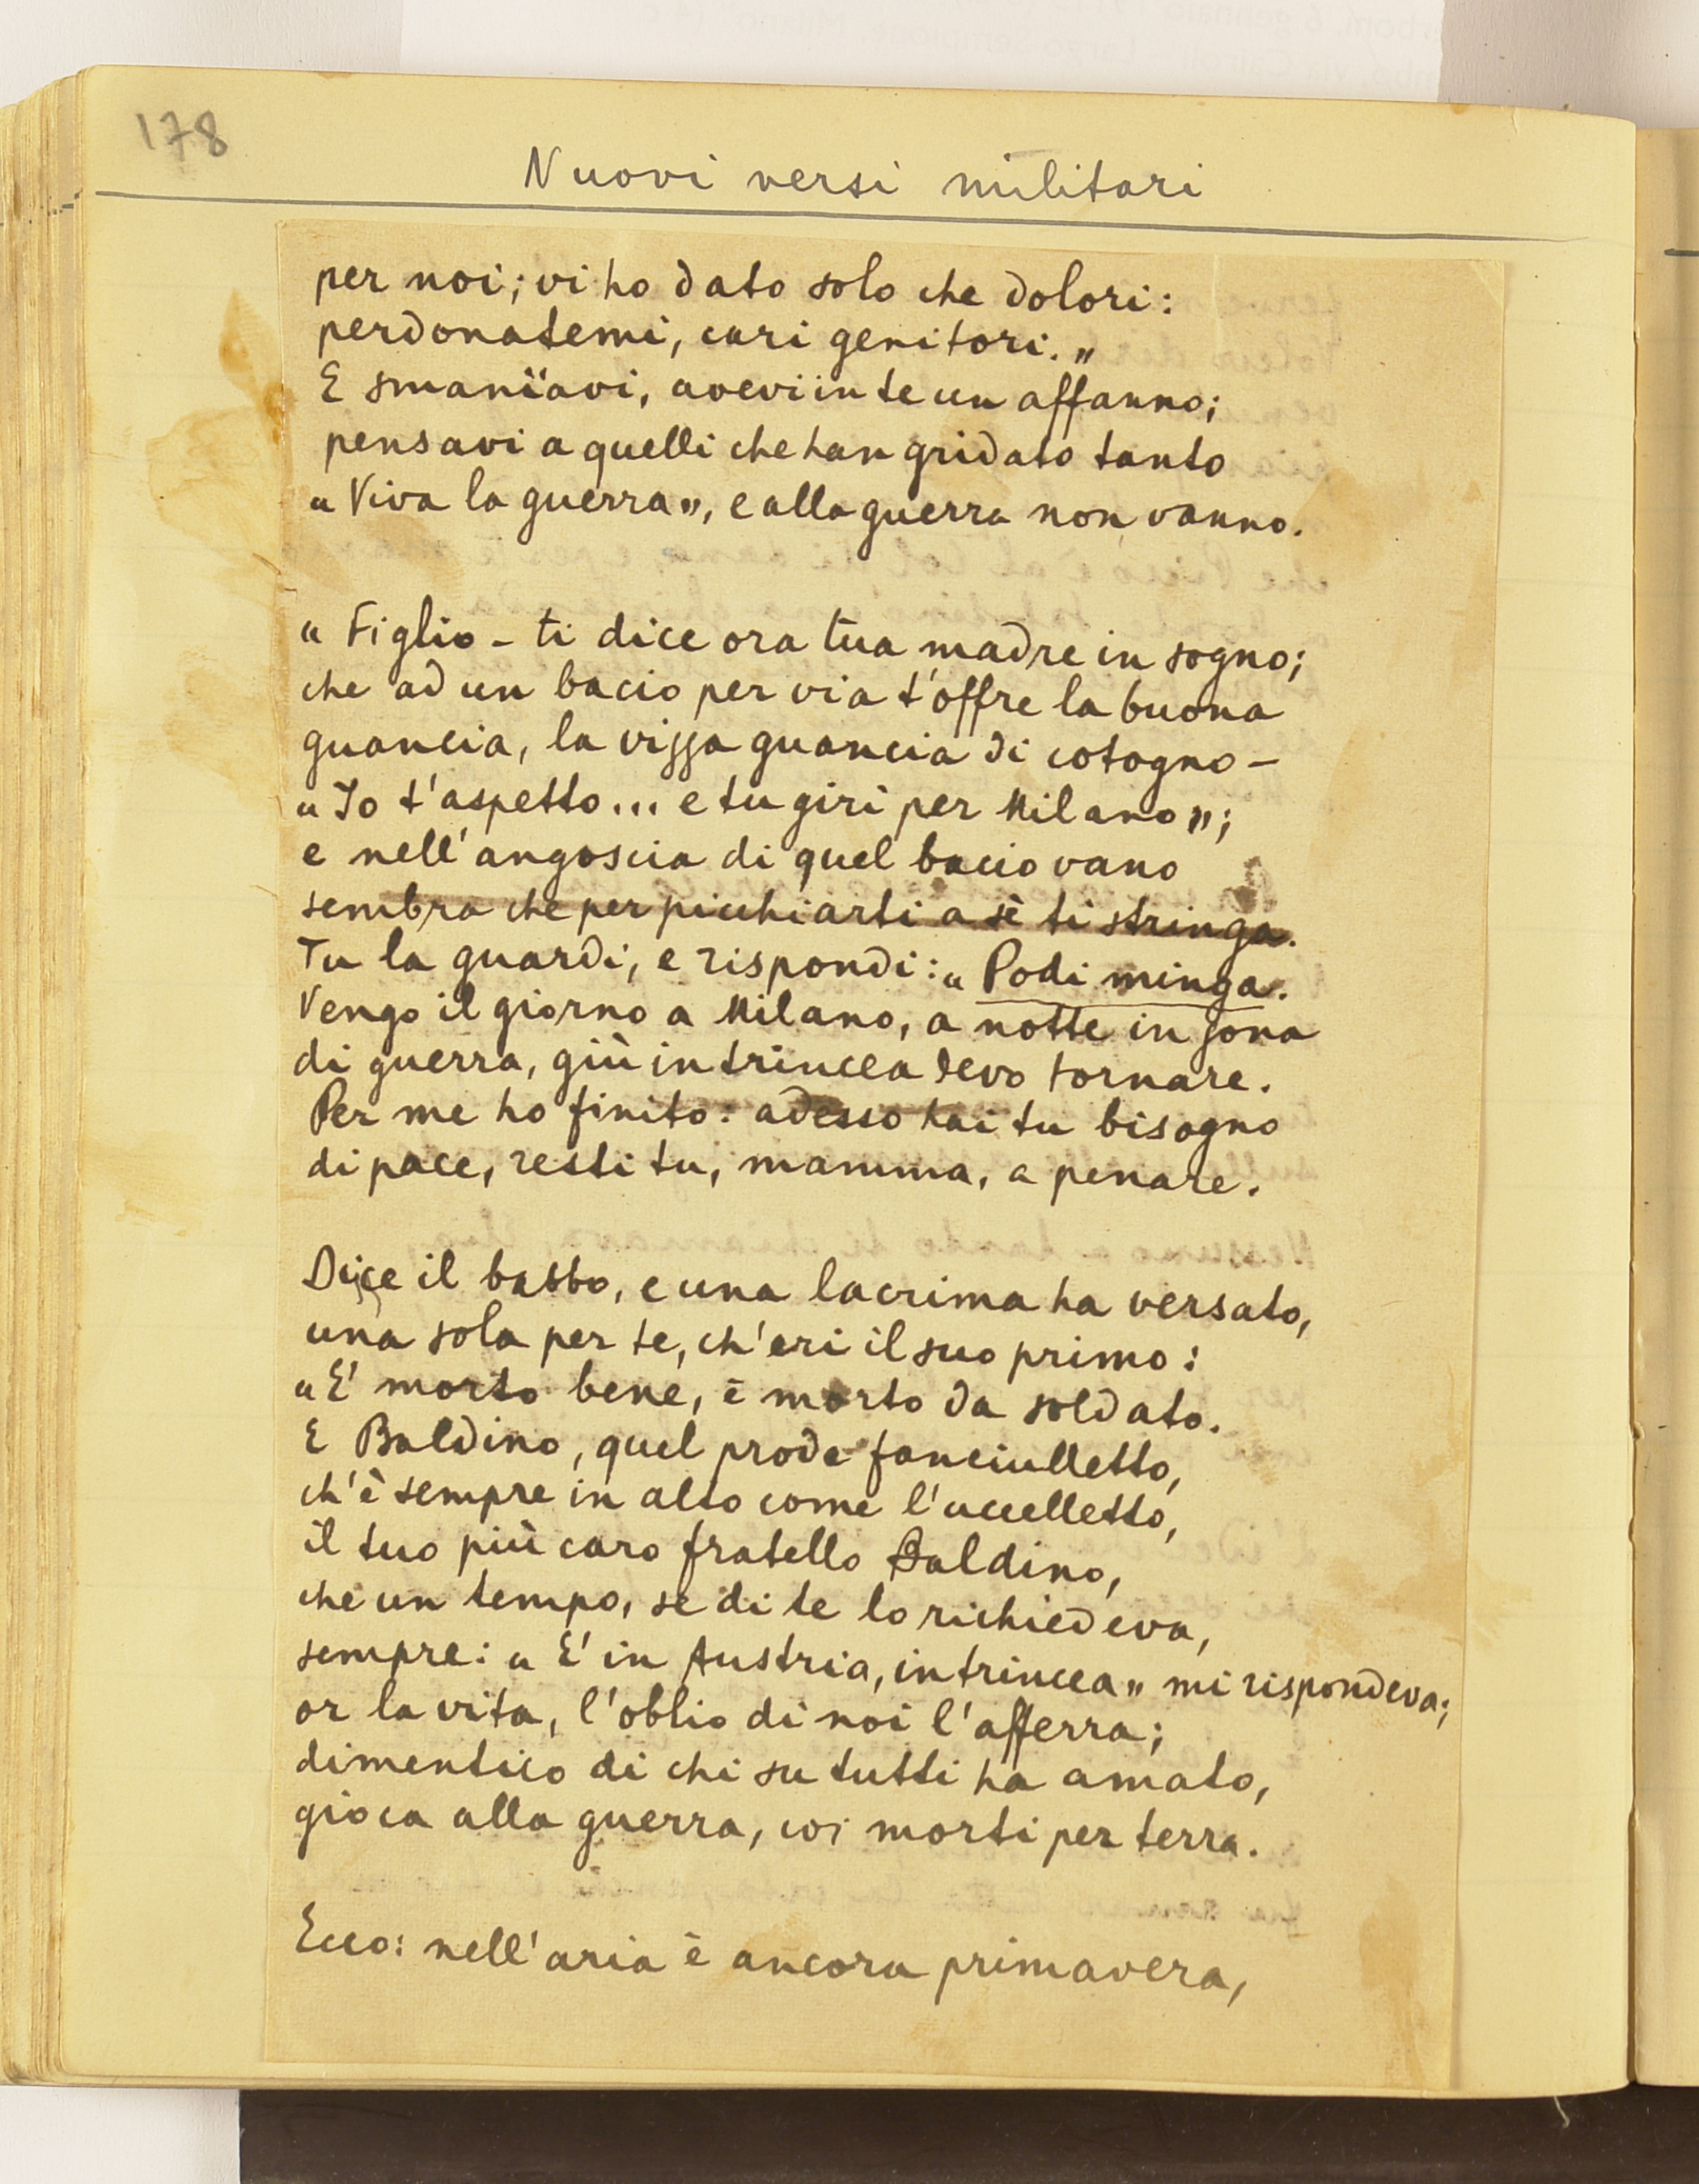 178
Nuovi versi militari
per noi; vi ho dato solo che dolori:
perdonatemi, cari genitori. "
E smanïavi, avevi in te un affanno;
pensavi a quelli che han gridato tanto
" Viva la guerra ", e alla guerra non vanno.
" Figlio - ti dice ora tua madre in sogno;
che ad un bacio per via t'offre la buona
guancia, la vizza guancia di cotogno -
" Io t'aspetto... e tu giri per Milano ";
e nell'angoscia di quel bacio vano
sembra che per picchiarti a sè ti stringa.
Tu la guardi, e rispondi: " Podi minga.
Vengo il giorno a Milano, a notte in zona
di guerra, giù in trincea devo tornare.
Per me ho finito: adesso hai tu bisogno
di pace, resti tu, mamma, a penare.
Dice il babbo, e una lacrima ha versato,
una sola per te, ch'eri il suo primo:
" E' morto bene, è morto da soldato.
E Baldino, quel prode fanciulletto,
ch'è sempre in alto come l'uccelletto,
il tuo più caro fratello Baldino,
che un tempo, se di te lo richiedeva,
sempre: " E' in Austria, in trincea " mi rispondeva;
or la vita, l'oblio di noi l'afferra;
dimentico di chi su tutti ha amato,
gioca alla guerra, coi morti per terra.
Ecco: nell'aria è ancora primavera,